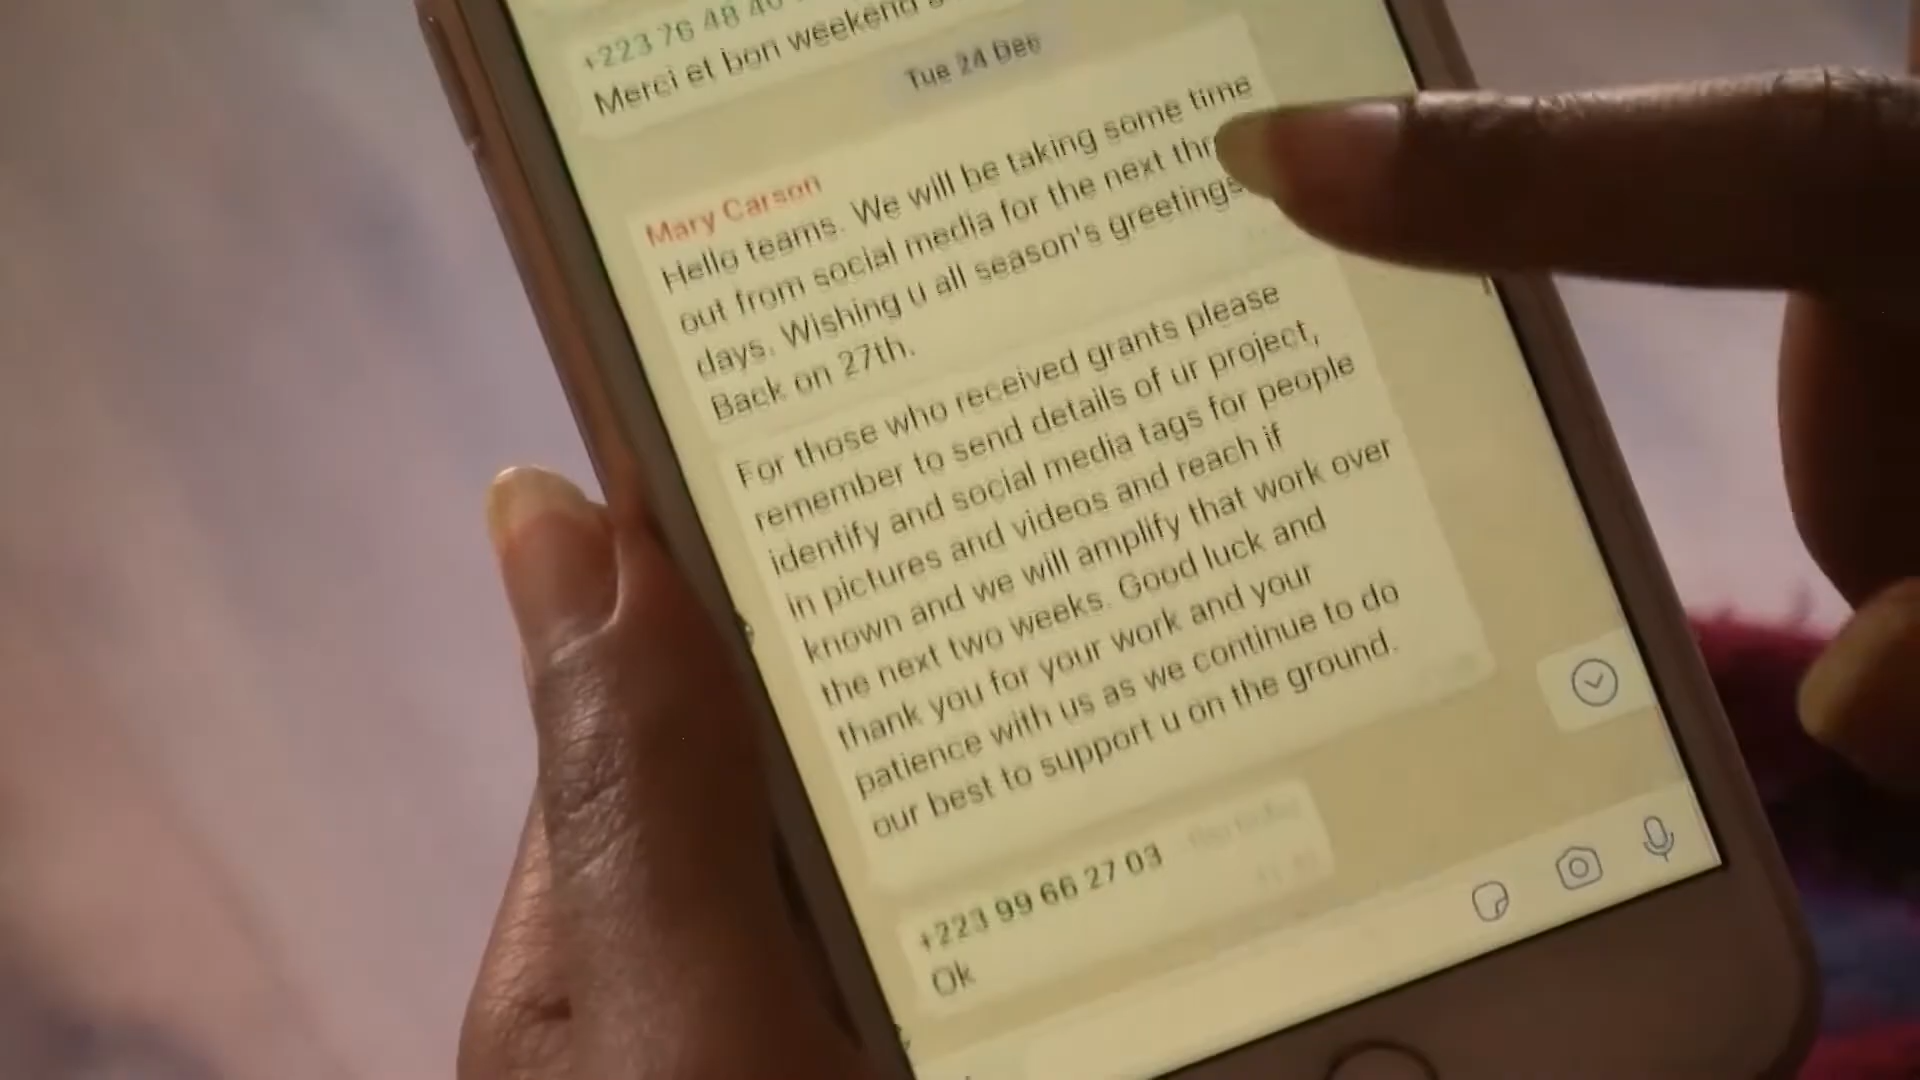 +223 76 48 40
Merci et bon weekend
Tue 24 Dec
Mary Carson
Hello teams. We will be taking some time
out from social media for the next
days. Wishing u all season's greetings
Back on 27th.
For those who received grants please
remember to send details of ur project,
identify and social media tags for people
in pictures and videos and reach if
known and we will amplify that work over
the next two weeks. Good luck and
thank you for your work and your
patience with us as we continue to do
our best to support u on the ground.
+223 99 66 27 03
Ok